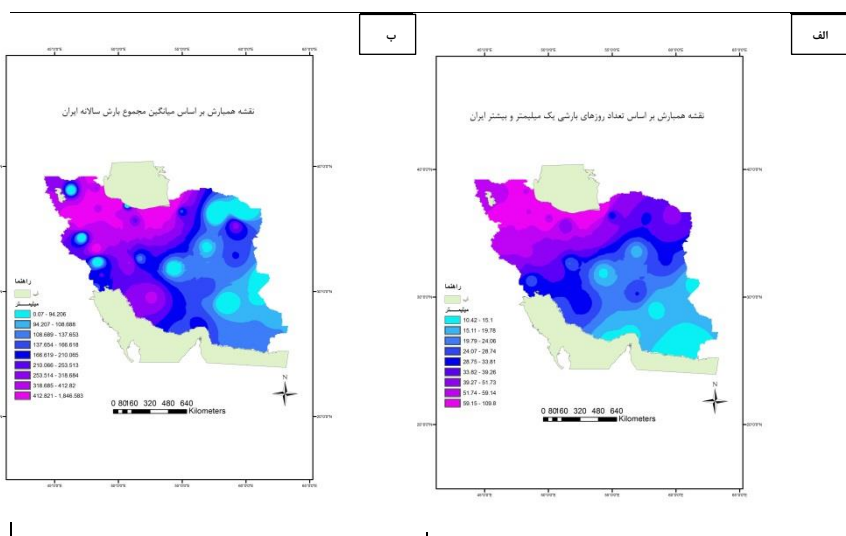 الف
نقشه همبارش بر اساس تعداد روزهای بارشی یک میلیمتر و بیشتر ایران
راهنما
آب
میلیمتر
10.42 - 15.1
15.11 - 19.78
19.79 - 24.06
24.07 - 28.74
28.75 - 33.81
33.82 - 39.26
39.27 - 51.73
51.74 - 59.14
59.15 - 109.9
N
0 80160 320 480 640
Kilometers
ب
نقشه همبارش بر اساس میانگین مجموع بارش سالانه ایران
راهنما
آب
میلیمتر
0.07 - 94.206
94.207 - 108.688
108.689 - 137.653
137.654 - 166.618
166.619 - 210.065
210.066 - 253.513
253.514 - 318.684
318.685 - 412.82
412.821 - 1,846.593
N
0 80160 320 480 640
Kilometers